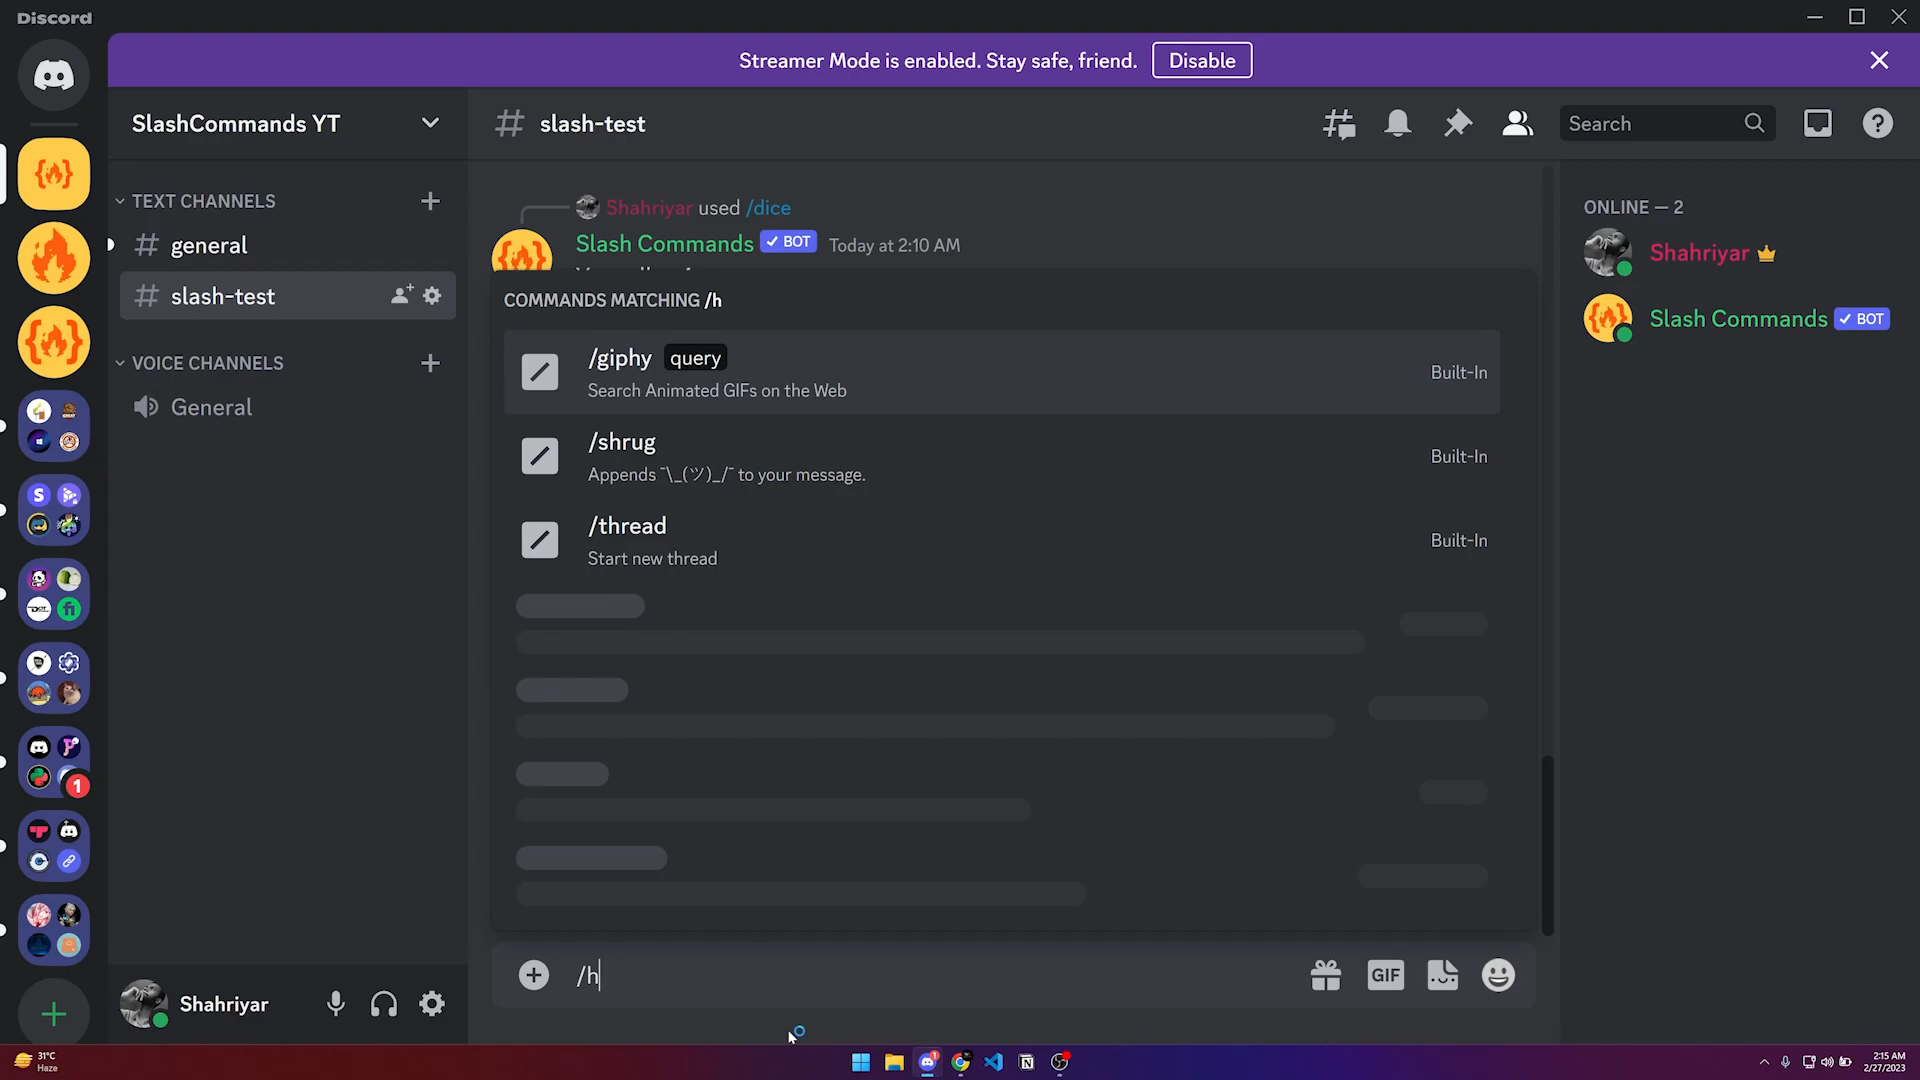 Discord
Streamer Mode is enabled. Stay safe, friend.
Disable
SlashCommands YT
slash-test
Search
TEXT CHANNELS
general
slash-test
VOICE CHANNELS
General
Shahriyar used /dice
Slash Commands ✓ BOT Today at 2:10 AM
COMMANDS MATCHING /h
/giphy query
Search Animated GIFs on the Web
Built-In
/shrug
Appends ¯\_(ツ)_/¯ to your message.
Built-In
/thread
Start new thread
Built-In
/h
GIF
ONLINE — 2
Shahriyar
Slash Commands ✓ BOT
1
Shahriyar
31°C
Haze
2:15 AM
2/27/2023